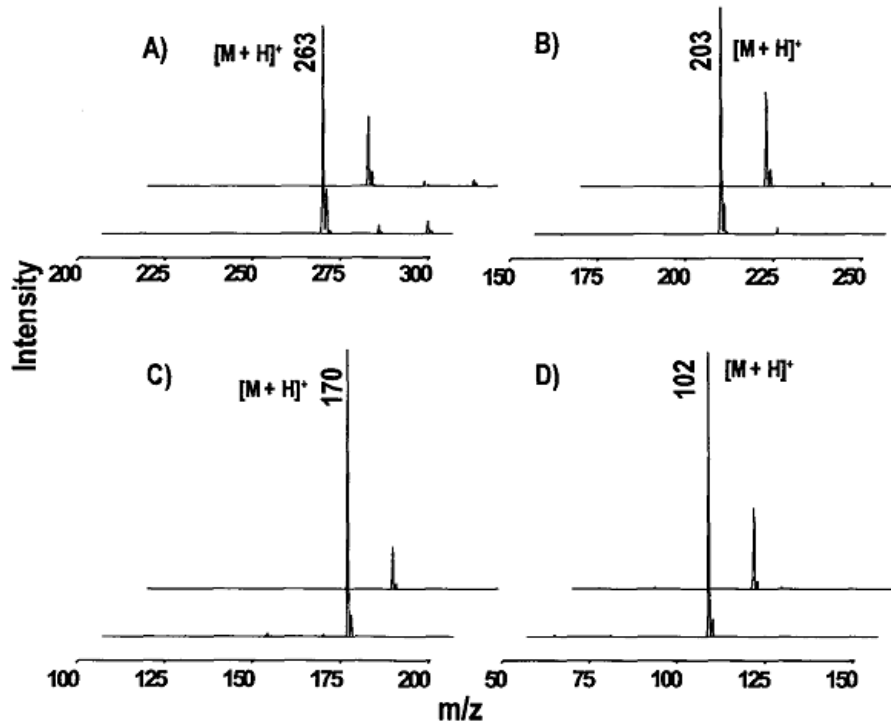 A)
[M + H]⁺
263
B)
203
[M + H]⁺
200 225 250 275 300
150 175 200 225 250
Intensity
C)
[M + H]⁺
170
D)
102
[M + H]⁺
100 125 150 175 200
50 75 100 125 150
m/z